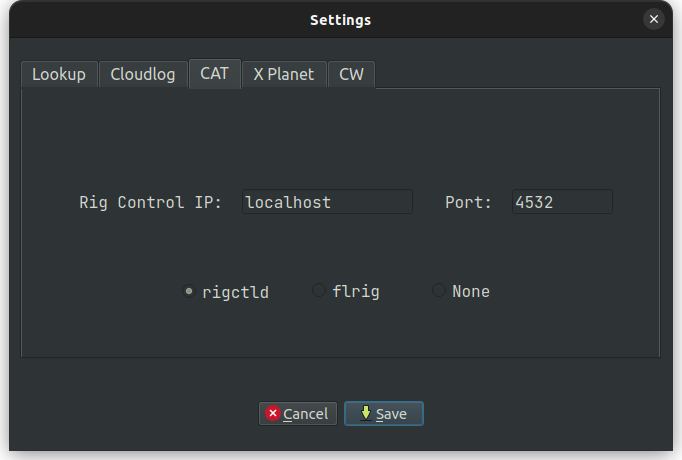 Settings
Lookup Cloudlog CAT X Planet CW
Rig Control IP: localhost Port: 4532
rigctld flrig None
Cancel Save